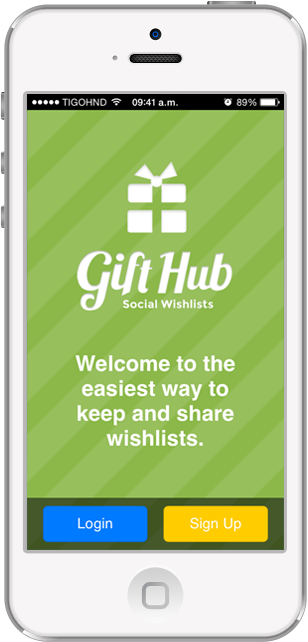 TIGOHND 09:41 a.m. 89%
Gift Hub
Social Wishlists
Welcome to the
easiest way to
keep and share
wishlists.
Login Sign Up